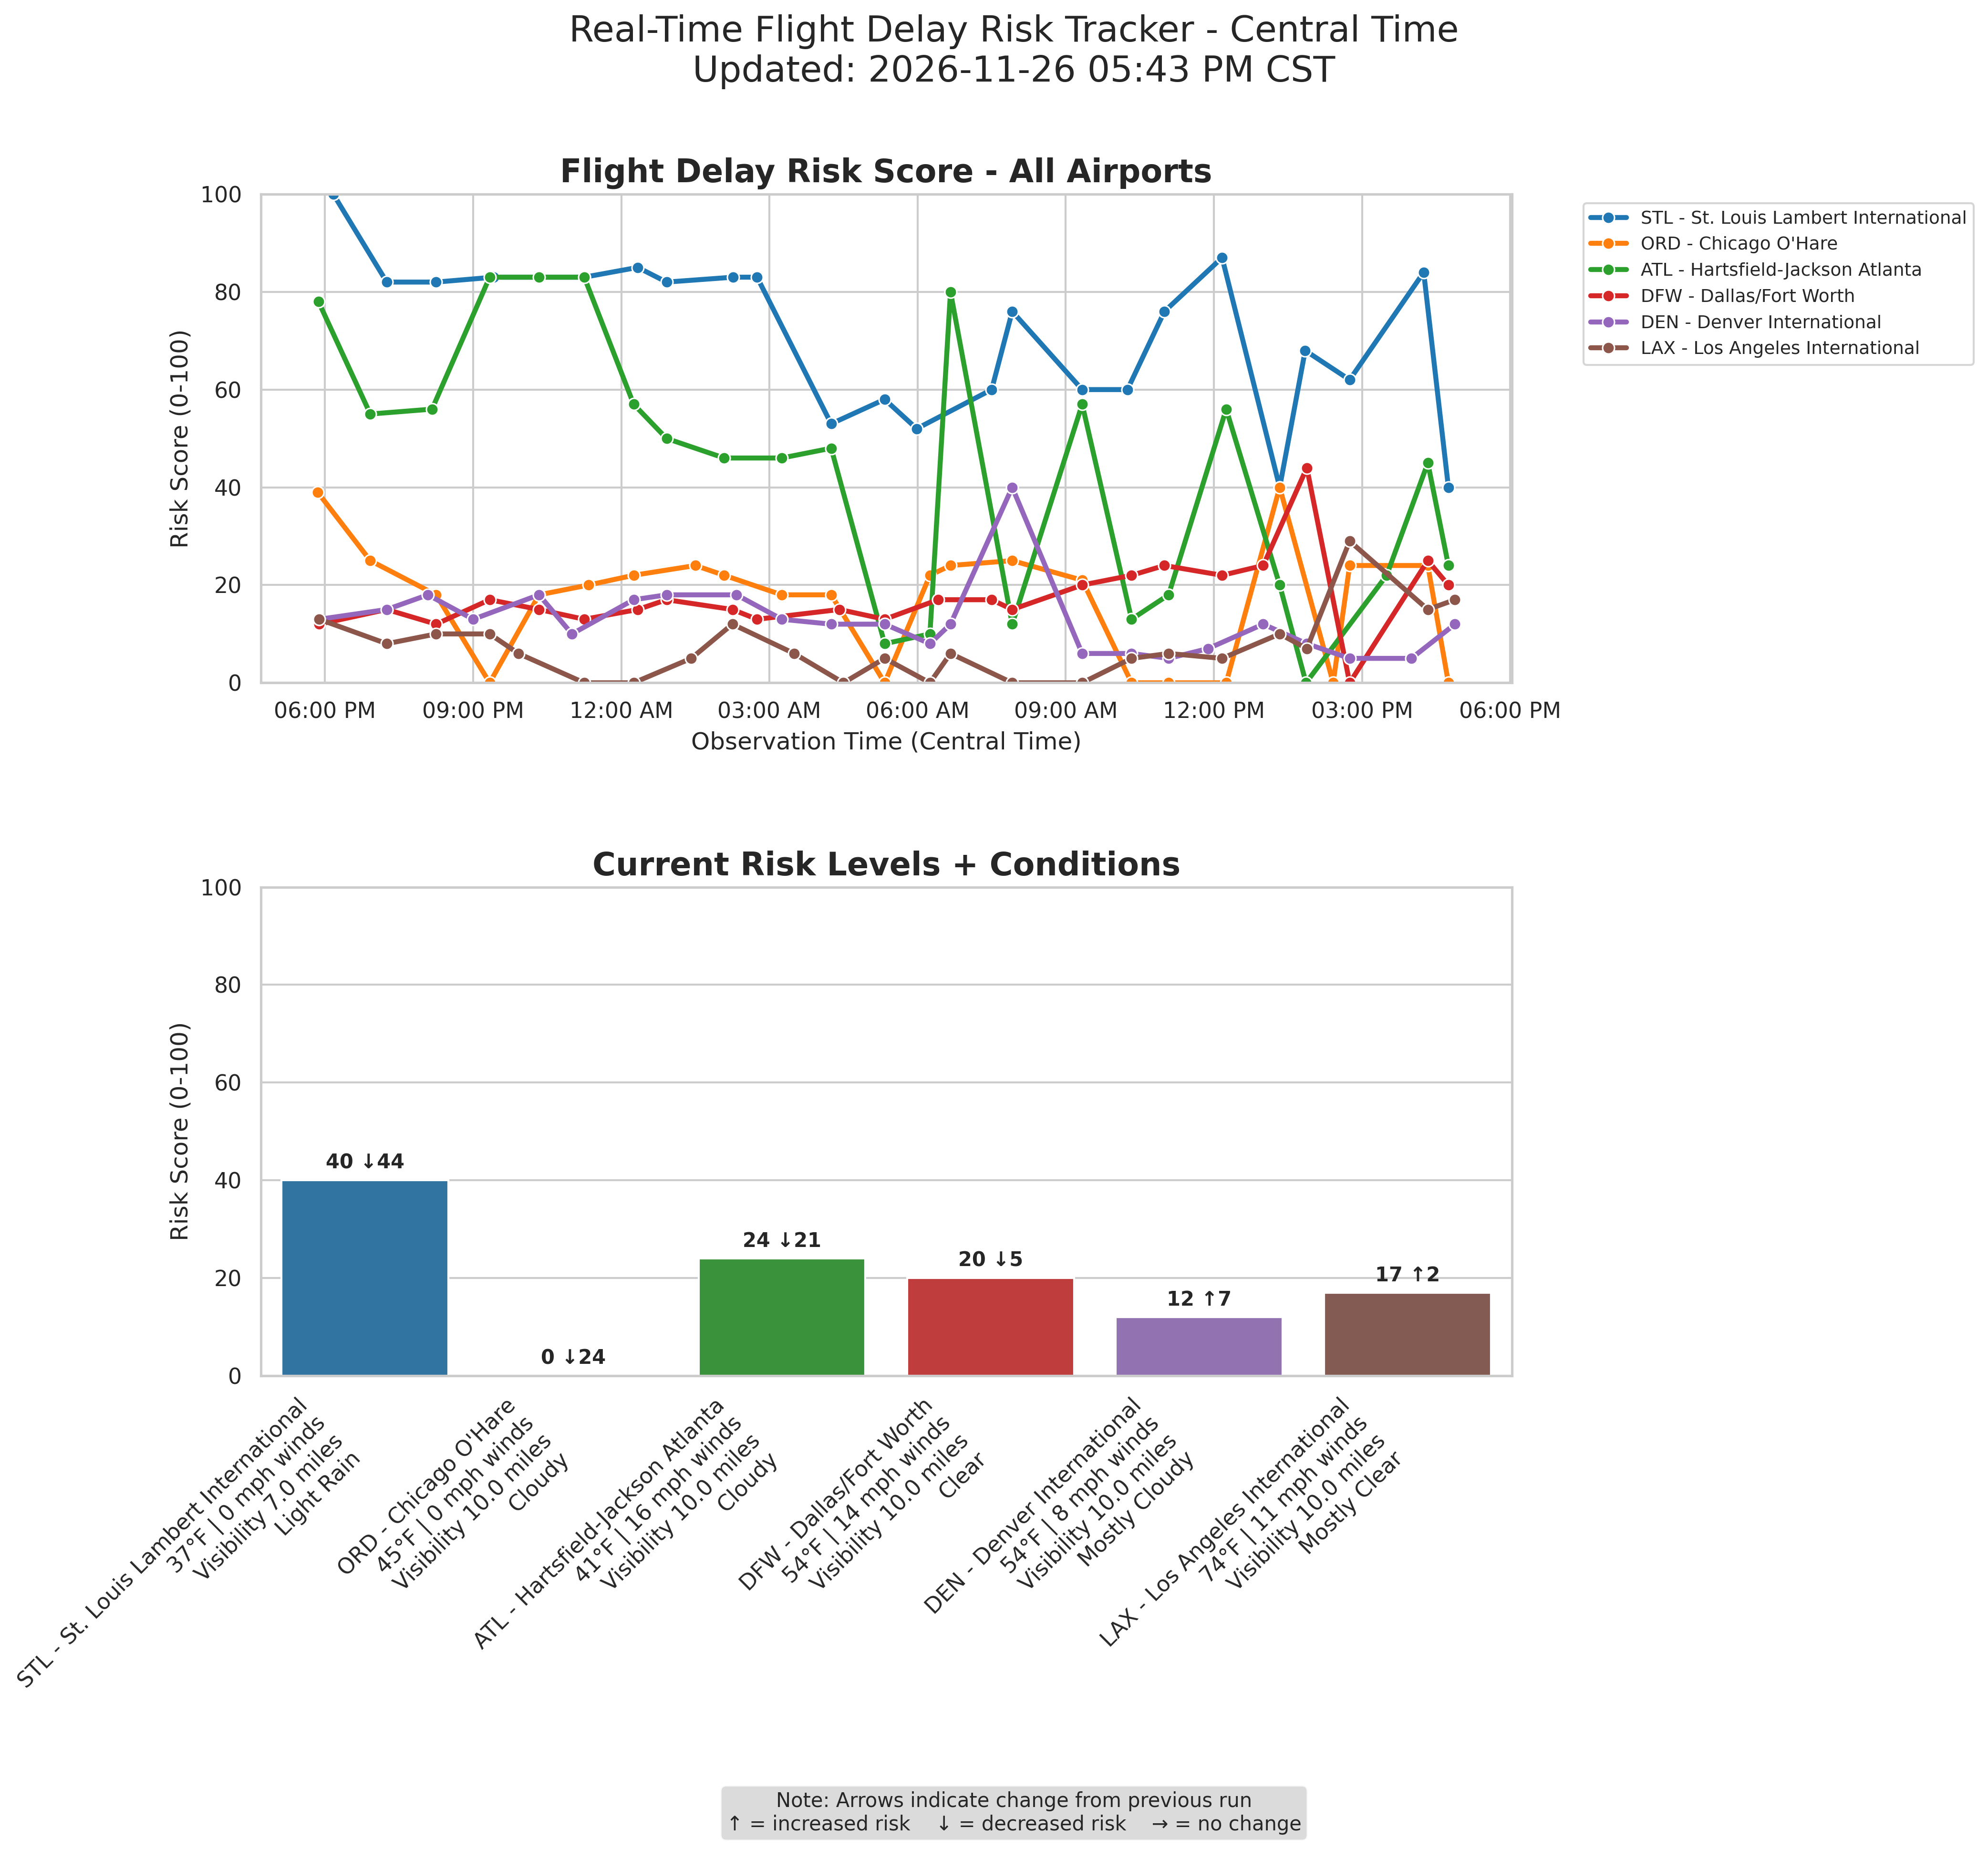 Real-Time Flight Delay Risk Tracker - Central Time
Updated: 2026-11-26 05:43 PM CST
Flight Delay Risk Score - All Airports
Risk Score (0-100)
100
80
60
40
20
0
06:00 PM
09:00 PM
12:00 AM
03:00 AM
06:00 AM
09:00 AM
12:00 PM
03:00 PM
06:00 PM
Observation Time (Central Time)
STL - St. Louis Lambert International
ORD - Chicago O'Hare
ATL - Hartsfield-Jackson Atlanta
DFW - Dallas/Fort Worth
DEN - Denver International
LAX - Los Angeles International
Current Risk Levels + Conditions
Risk Score (0-100)
100
80
60
40
20
0
40 ↓44
0 ↓24
24 ↓21
20 ↓5
12 ↑7
17 ↑2
STL - St. Louis Lambert International
37°F | 0 mph winds
Visibility 7.0 miles
Light Rain
ORD - Chicago O'Hare
45°F | 0 mph winds
Visibility 10.0 miles
Cloudy
ATL - Hartsfield-Jackson Atlanta
41°F | 16 mph winds
Visibility 10.0 miles
Cloudy
DFW - Dallas/Fort Worth
54°F | 14 mph winds
Visibility 10.0 miles
Clear
DEN - Denver International
54°F | 8 mph winds
Visibility 10.0 miles
Mostly Cloudy
LAX - Los Angeles International
74°F | 11 mph winds
Visibility 10.0 miles
Mostly Clear
Note: Arrows indicate change from previous run
↑ = increased risk ↓ = decreased risk → = no change